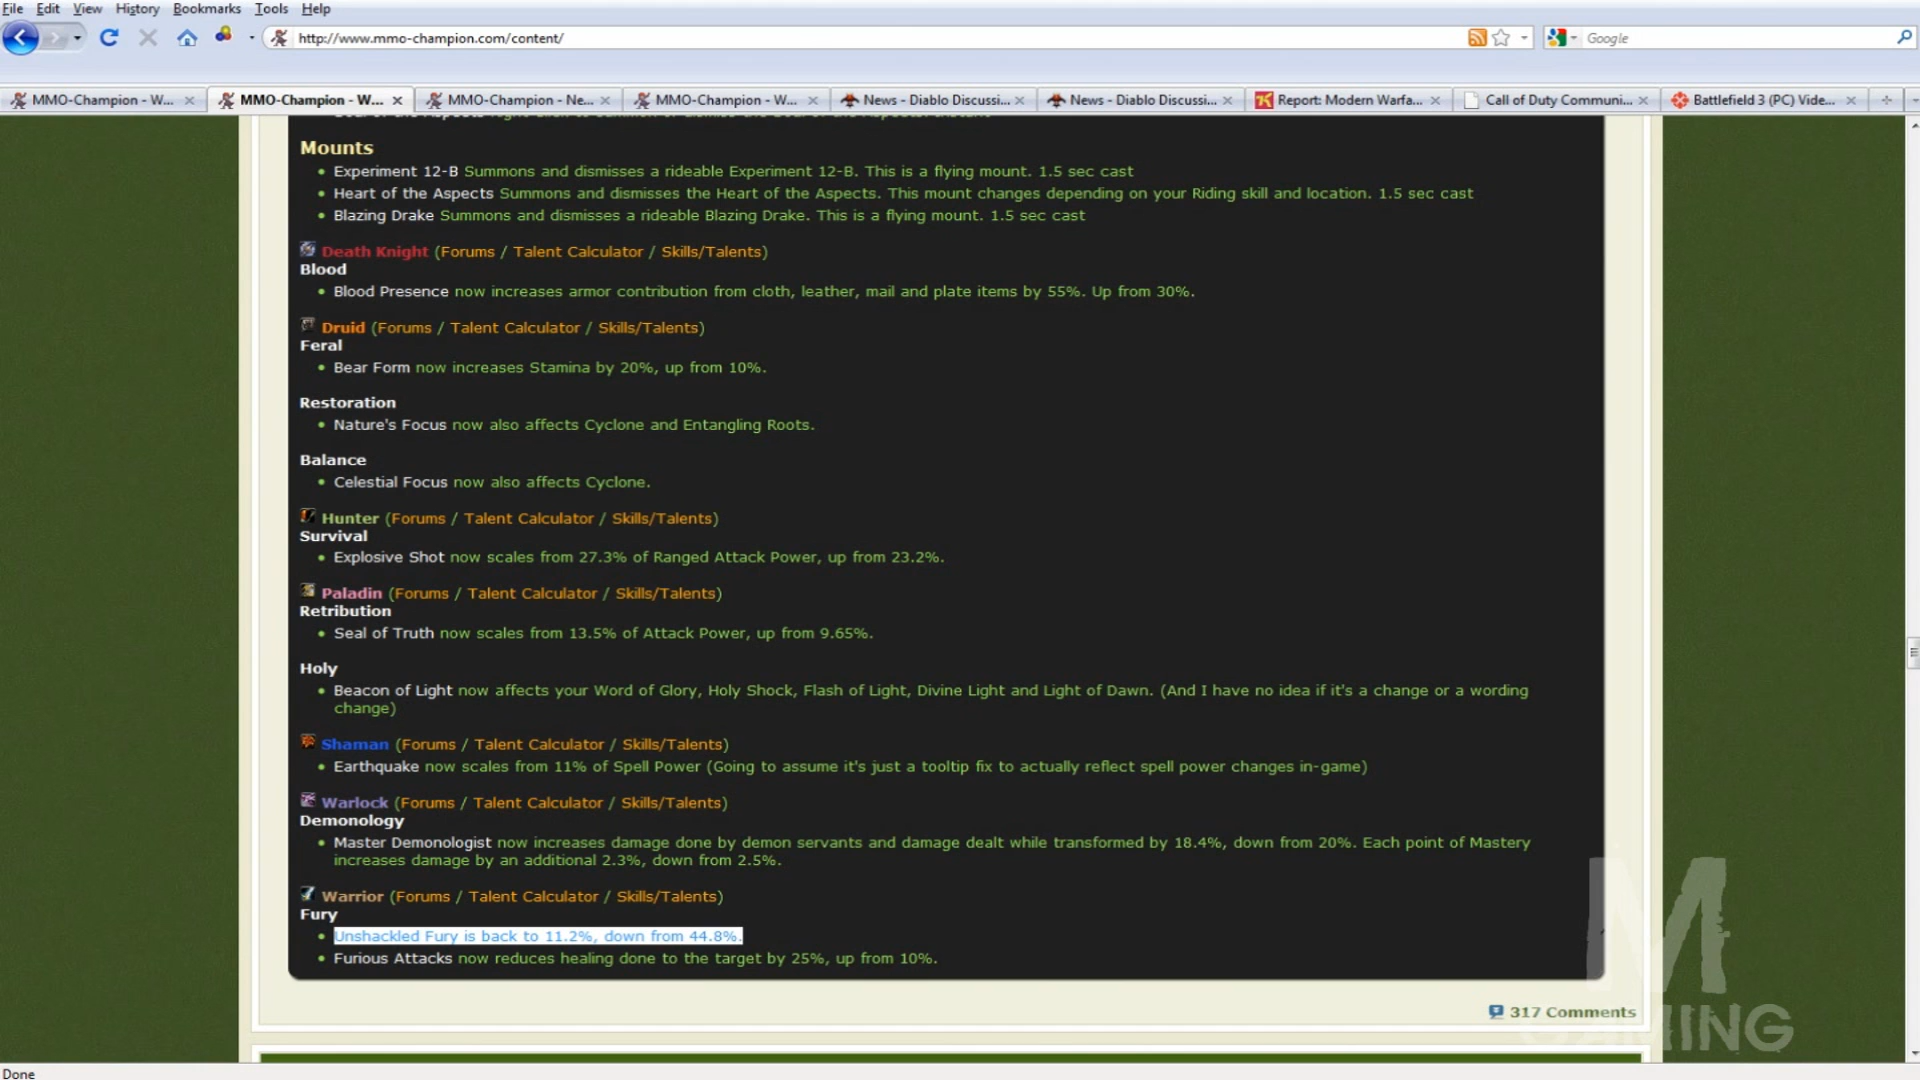 File Edit View History Bookmarks Tools Help
http://www.mmo-champion.com/content/
Google
MMO-Champion - W... MMO-Champion - W... MMO-Champion - Ne... MMO-Champion - W... News - Diablo Discussi... News - Diablo Discussi... Report: Modern Warfa... Call of Duty Communi... Battlefield 3 (PC) Vide...
Mounts
Experiment 12-B Summons and dismisses a rideable Experiment 12-B. This is a flying mount. 1.5 sec cast
Heart of the Aspects Summons and dismisses the Heart of the Aspects. This mount changes depending on your Riding skill and location. 1.5 sec cast
Blazing Drake Summons and dismisses a rideable Blazing Drake. This is a flying mount. 1.5 sec cast
Death Knight (Forums / Talent Calculator / Skills/Talents)
Blood
Blood Presence now increases armor contribution from cloth, leather, mail and plate items by 55%. Up from 30%.
Druid (Forums / Talent Calculator / Skills/Talents)
Feral
Bear Form now increases Stamina by 20%, up from 10%.
Restoration
Nature's Focus now also affects Cyclone and Entangling Roots.
Balance
Celestial Focus now also affects Cyclone.
Hunter (Forums / Talent Calculator / Skills/Talents)
Survival
Explosive Shot now scales from 27.3% of Ranged Attack Power, up from 23.2%.
Paladin (Forums / Talent Calculator / Skills/Talents)
Retribution
Seal of Truth now scales from 13.5% of Attack Power, up from 9.65%.
Holy
Beacon of Light now affects your Word of Glory, Holy Shock, Flash of Light, Divine Light and Light of Dawn. (And I have no idea if it's a change or a wording
change)
Shaman (Forums / Talent Calculator / Skills/Talents)
Earthquake now scales from 11% of Spell Power (Going to assume it's just a tooltip fix to actually reflect spell power changes in-game)
Warlock (Forums / Talent Calculator / Skills/Talents)
Demonology
Master Demonologist now increases damage done by demon servants and damage dealt while transformed by 18.4%, down from 20%. Each point of Mastery
increases damage by an additional 2.3%, down from 2.5%.
Warrior (Forums / Talent Calculator / Skills/Talents)
Fury
Unshackled Fury is back to 11.2%, down from 44.8%.
Furious Attacks now reduces healing done to the target by 25%, up from 10%.
317 Comments
M
GAMING
Done